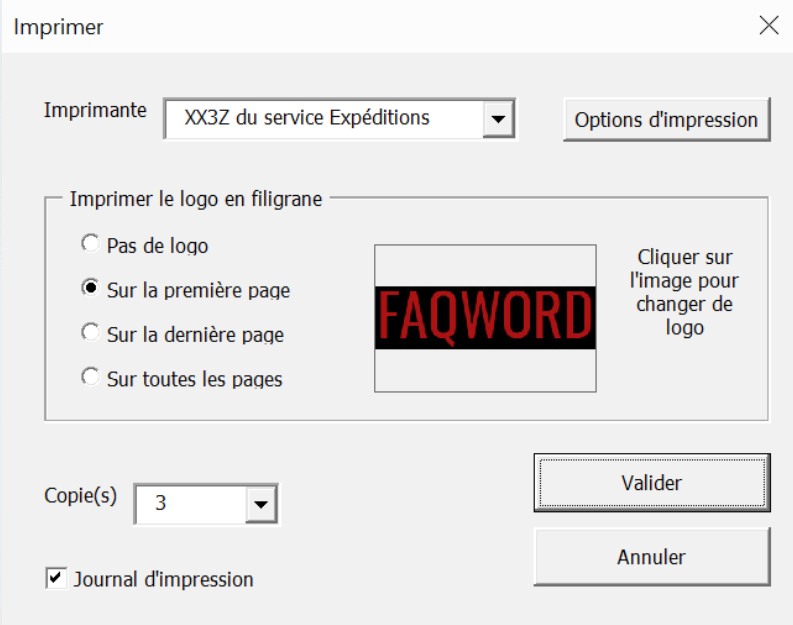 Imprimer
Imprimante
XX3Z du service Expéditions
Options d'impression
Imprimer le logo en filigrane
Pas de logo
Sur la première page
Sur la dernière page
Sur toutes les pages
FAQWORD
Cliquer sur
l'image pour
changer de
logo
Copie(s)
3
Valider
Annuler
Journal d'impression